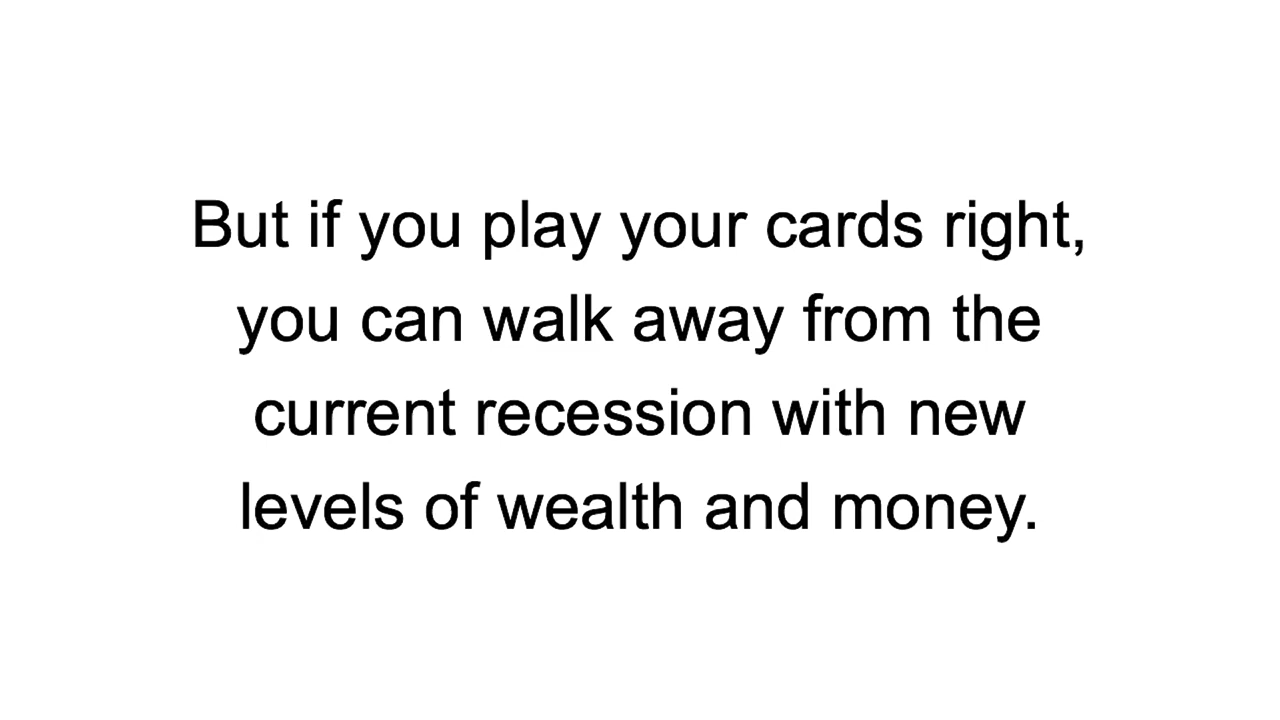 But if you play your cards right,
you can walk away from the
current recession with new
levels of wealth and money.